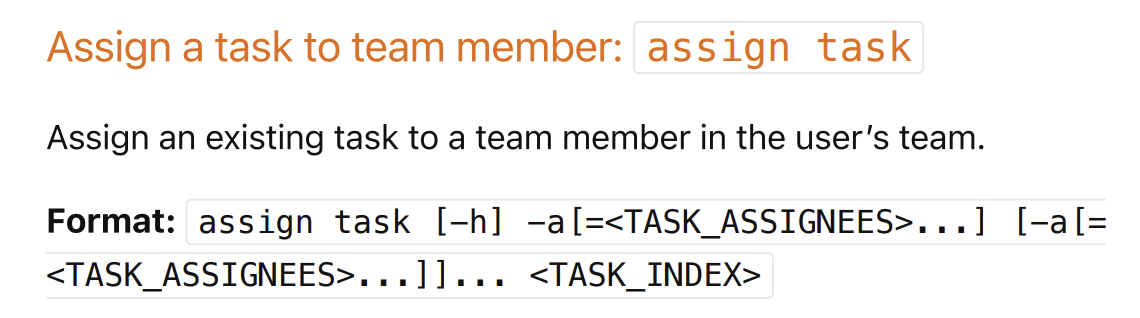 Assign a task to team member: assign task
Assign an existing task to a team member in the user’s team.
Format: assign task [-h] -a[=<TASK_ASSIGNEES>...] [-a[=
<TASK_ASSIGNEES>...]]... <TASK_INDEX>